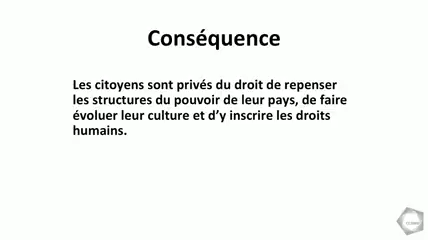 Conséquence
Les citoyens sont privés du droit de repenser
les structures du pouvoir de leur pays, de faire
évoluer leur culture et d’y inscrire les droits
humains.